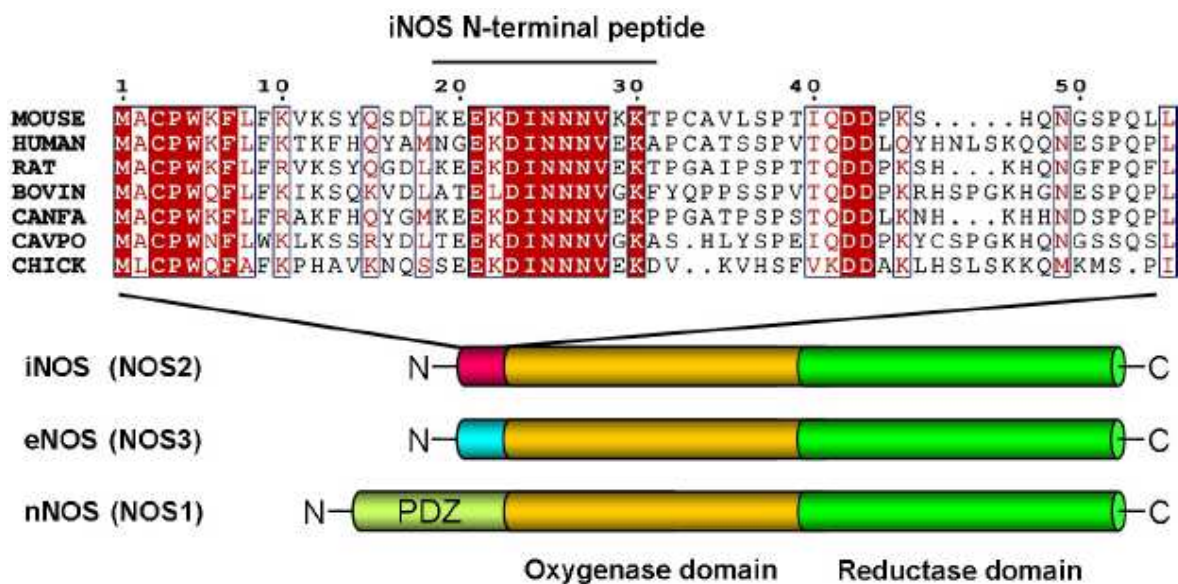 iNOS N-terminal peptide
1 10 20 30 40 50
MOUSE MACPWKFLFKVKSYQSDLKEEKDINNNVKKTPCAVLSPTIQDDPKS.....HQNGSPQLL
HUMAN MACPWKFLFKTKFHQYAMNGEKDINNNVEKAPCATSSPVTQDDLQYHNLSKQQNESPQPL
RAT MACPWKFLFRVKSYQGDLKEEKDINNNVEKTPGAIPSPTTQDDPKS....KHQNGFPQFL
BOVIN MACPWQFLFKIKSQKVDLATELDINNNVGKFYQPPSSPVTQDDPKRHSPGKHGNESPQPL
CANFA MACPWKFLFRAKFHQYGMKEEKDINNNVEKPPGATPSPSTQDDLKNH...KHHNDSPQPL
CAVPO MACPWNFLWKLKSSRYDLTEEKDINNNVGKAS.HLYSPEIQDDPKYCSPGKHQNGSSQSL
CHICK MLCPWQFAFKPHAVKNQSSEEKDINNNVEKDV..KVHSFVKDDAKLHSLSKKQMKMS.PI
iNOS (NOS2) N C
eNOS (NOS3) N C
nNOS (NOS1) N PDZ C
Oxygenase domain Reductase domain